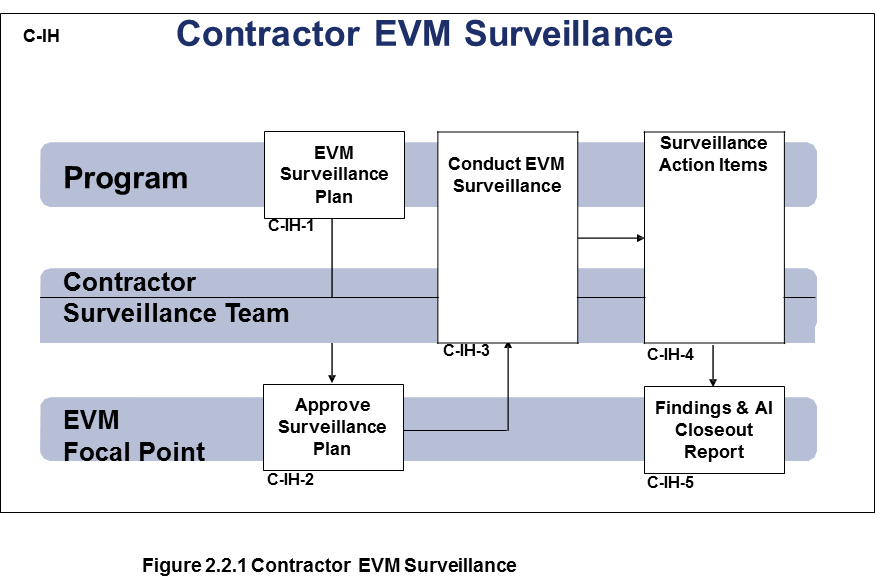 C-IH
Contractor EVM Surveillance
Program
EVM
Surveillance
Plan
C-IH-1
Conduct EVM
Surveillance
Surveillance
Action Items
Contractor
Surveillance Team
C-IH-3
C-IH-4
EVM
Focal Point
Approve
Surveillance
Plan
C-IH-2
Findings & AI
Closeout
Report
C-IH-5
Figure 2.2.1 Contractor EVM Surveillance